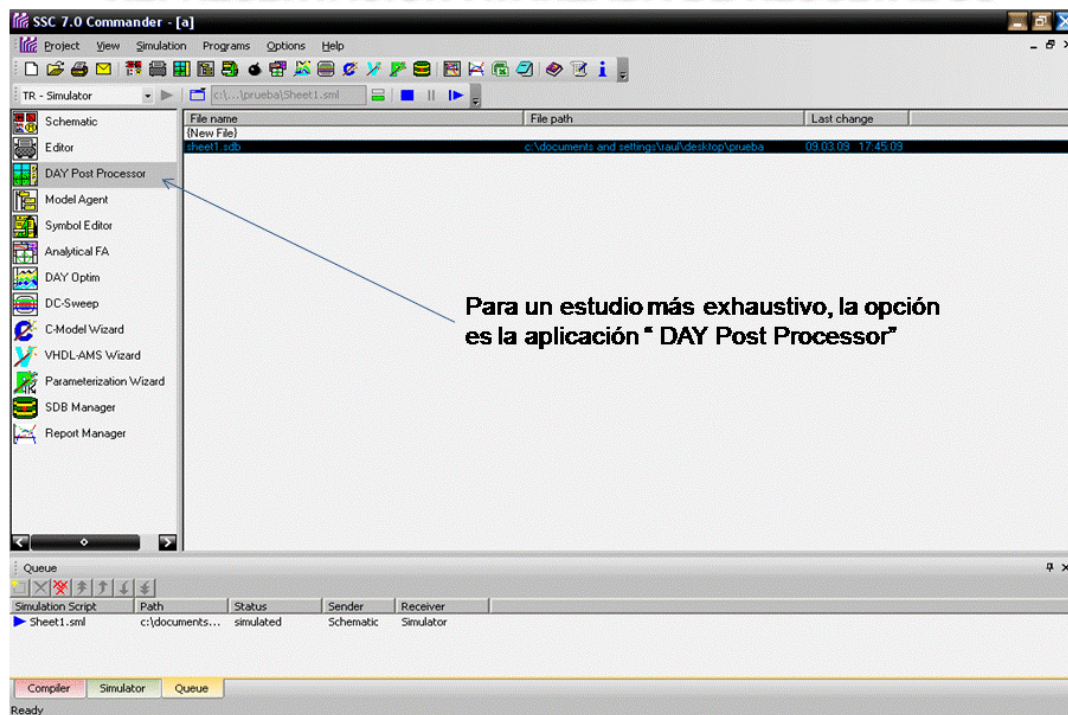 SSC 7.0 Commander - [a]
Project View Simulation Programs Options Help
TR - Simulator
c:\...\prueba\Sheet1.sml
Schematic
Editor
DAY Post Processor
Model Agent
Symbol Editor
Analytical FA
DAY Optim
DC-Sweep
C-Model Wizard
VHDL-AMS Wizard
Parameterization Wizard
SDB Manager
Report Manager
File name File path Last change
{New File}
sheet1.sdb c:\documents and settings\raul\desktop\prueba 09.03.09 17:45:09
Para un estudio más exhaustivo, la opción
es la aplicación “ DAY Post Processor”
Queue
Simulation Script Path Status Sender Receiver
Sheet1.sml c:\documents... simulated Schematic Simulator
Compiler Simulator Queue
Ready